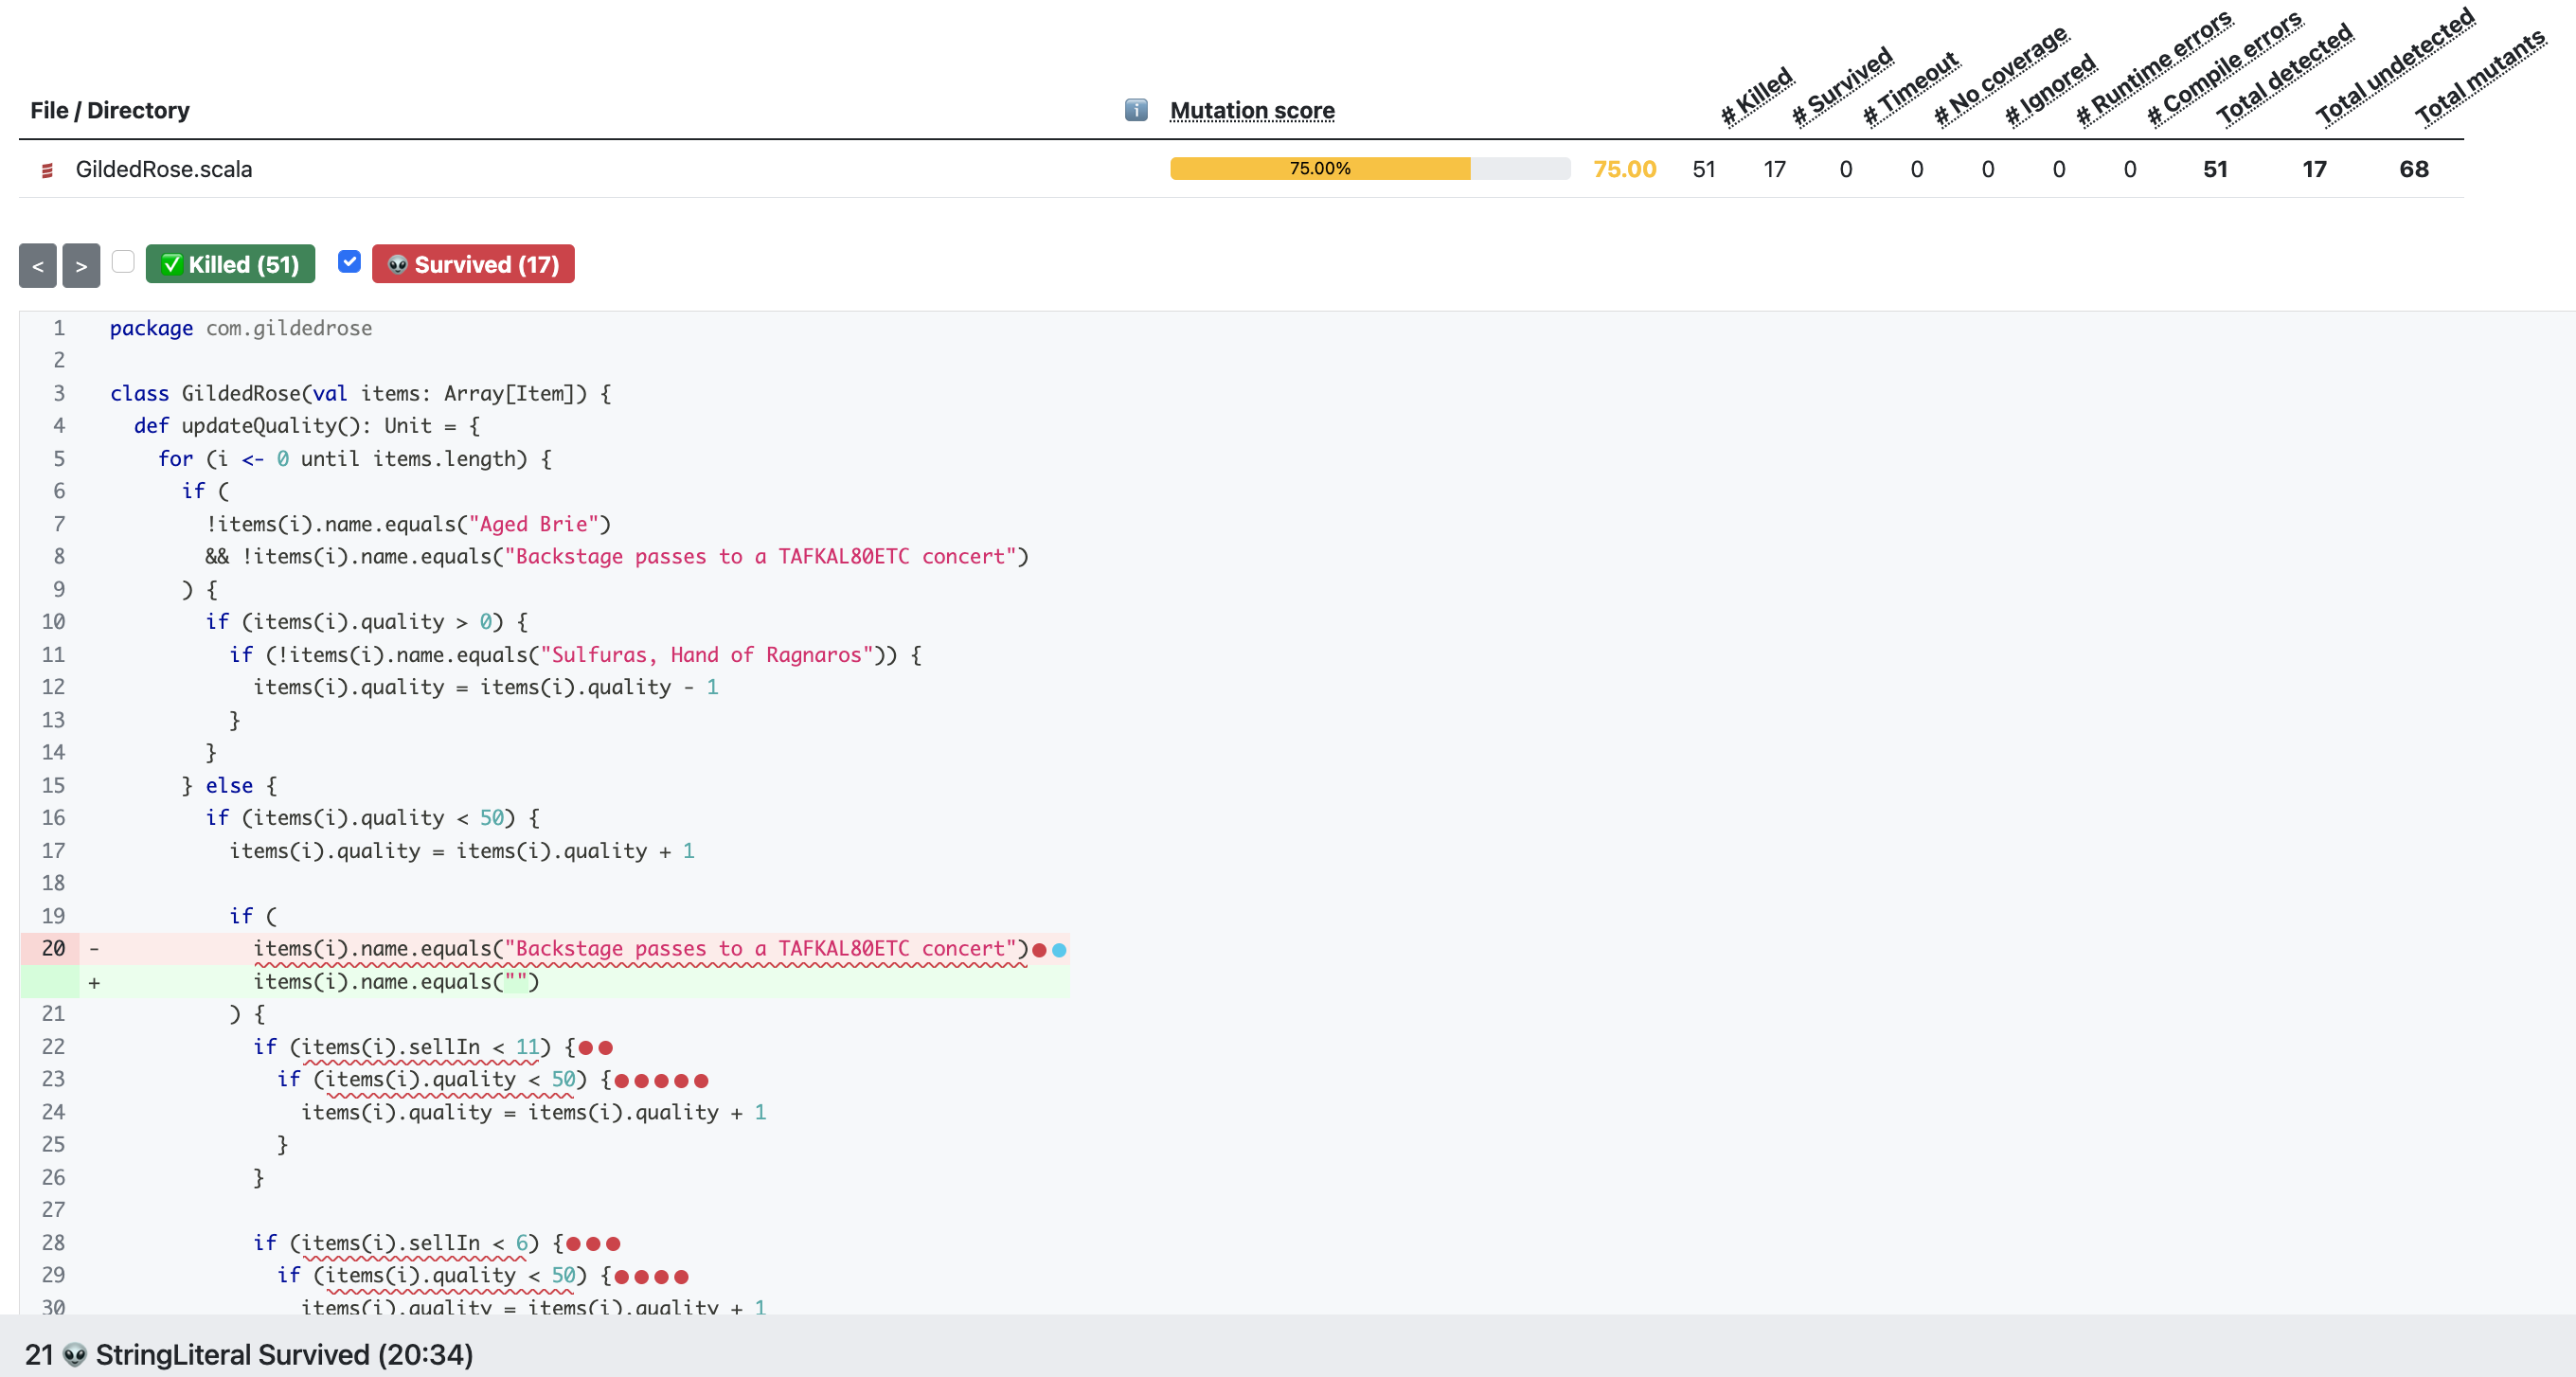 File / Directory ℹ Mutation score # Killed # Survived # Timeout # No coverage # Ignored # Runtime errors # Compile errors Total detected Total undetected Total mutants
GildedRose.scala 75.00% 75.00 51 17 0 0 0 0 0 51 17 68
< > ✅ Killed (51) 👽 Survived (17)
1 package com.gildedrose
2
3 class GildedRose(val items: Array[Item]) {
4 def updateQuality(): Unit = {
5 for (i <- 0 until items.length) {
6 if (
7 !items(i).name.equals("Aged Brie")
8 && !items(i).name.equals("Backstage passes to a TAFKAL80ETC concert")
9 ) {
10 if (items(i).quality > 0) {
11 if (!items(i).name.equals("Sulfuras, Hand of Ragnaros")) {
12 items(i).quality = items(i).quality - 1
13 }
14 }
15 } else {
16 if (items(i).quality < 50) {
17 items(i).quality = items(i).quality + 1
18
19 if (
20 - items(i).name.equals("Backstage passes to a TAFKAL80ETC concert")
+ items(i).name.equals("")
21 ) {
22 if (items(i).sellIn < 11) {
23 if (items(i).quality < 50) {
24 items(i).quality = items(i).quality + 1
25 }
26 }
27
28 if (items(i).sellIn < 6) {
29 if (items(i).quality < 50) {
30 items(i).quality = items(i).quality + 1
21 👽 StringLiteral Survived (20:34)